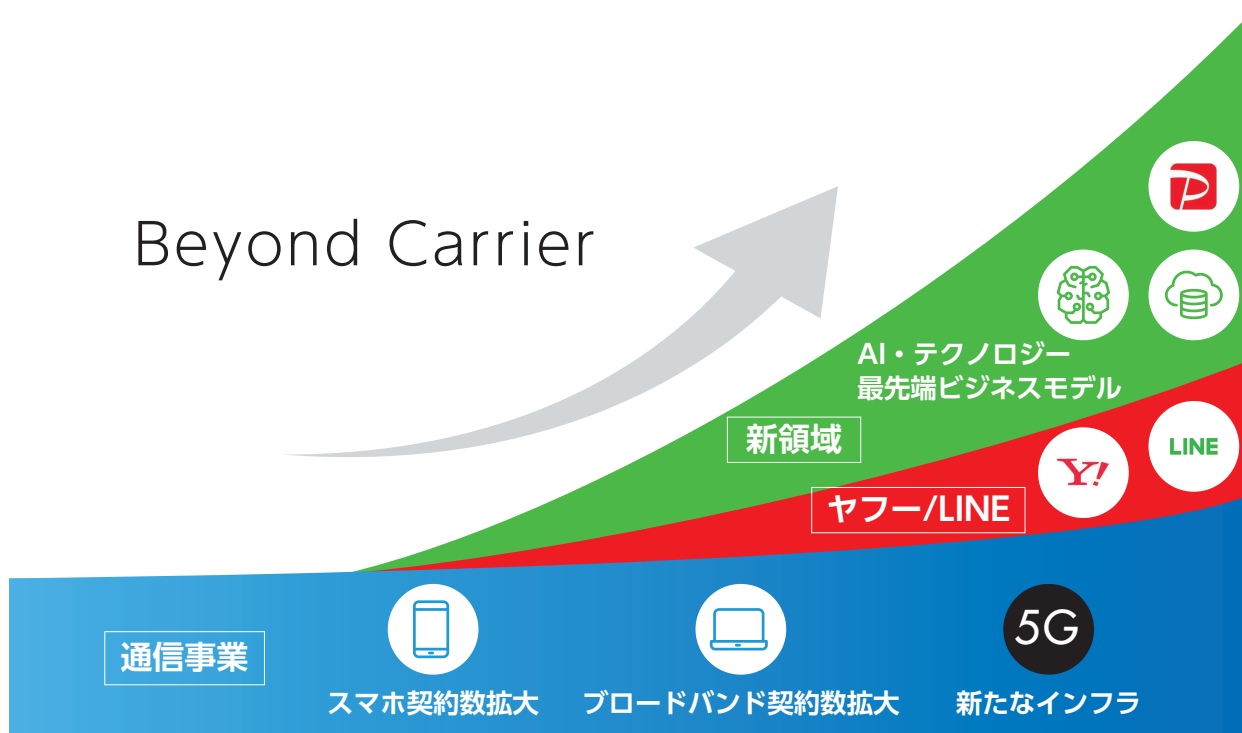 Beyond Carrier
AI・テクノロジー
最先端ビジネスモデル
新領域
LINE
Y!
ヤフー/LINE
通信事業
5G
スマホ契約数拡大
ブロードバンド契約数拡大
新たなインフラ